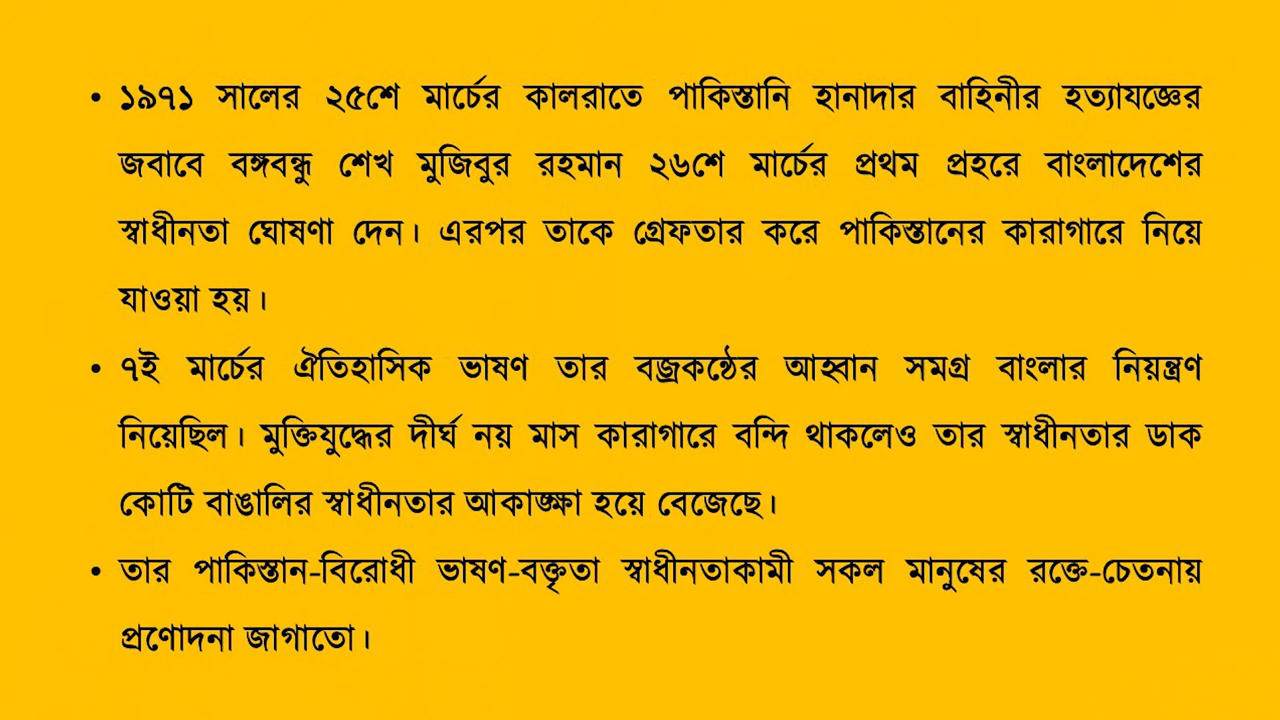 • ১৯৭১ সালের ২৫শে মার্চের কালরাতে পাকিস্তানি হানাদার বাহিনীর হত্যাযজ্ঞের
জবাবে বঙ্গবন্ধু শেখ মুজিবুর রহমান ২৬শে মার্চের প্রথম প্রহরে বাংলাদেশের
স্বাধীনতা ঘোষণা দেন। এরপর তাকে গ্রেফতার করে পাকিস্তানের কারাগারে নিয়ে
যাওয়া হয়।
• ৭ই মার্চের ঐতিহাসিক ভাষণ তার বজ্রকন্ঠের আহ্বান সমগ্র বাংলার নিয়ন্ত্রণ
নিয়েছিল। মুক্তিযুদ্ধের দীর্ঘ নয় মাস কারাগারে বন্দি থাকলেও তার স্বাধীনতার ডাক
কোটি বাঙালির স্বাধীনতার আকাঙ্ক্ষা হয়ে বেজেছে।
• তার পাকিস্তান-বিরোধী ভাষণ-বক্তৃতা স্বাধীনতাকামী সকল মানুষের রক্তে-চেতনায়
প্রণোদনা জাগাতো।